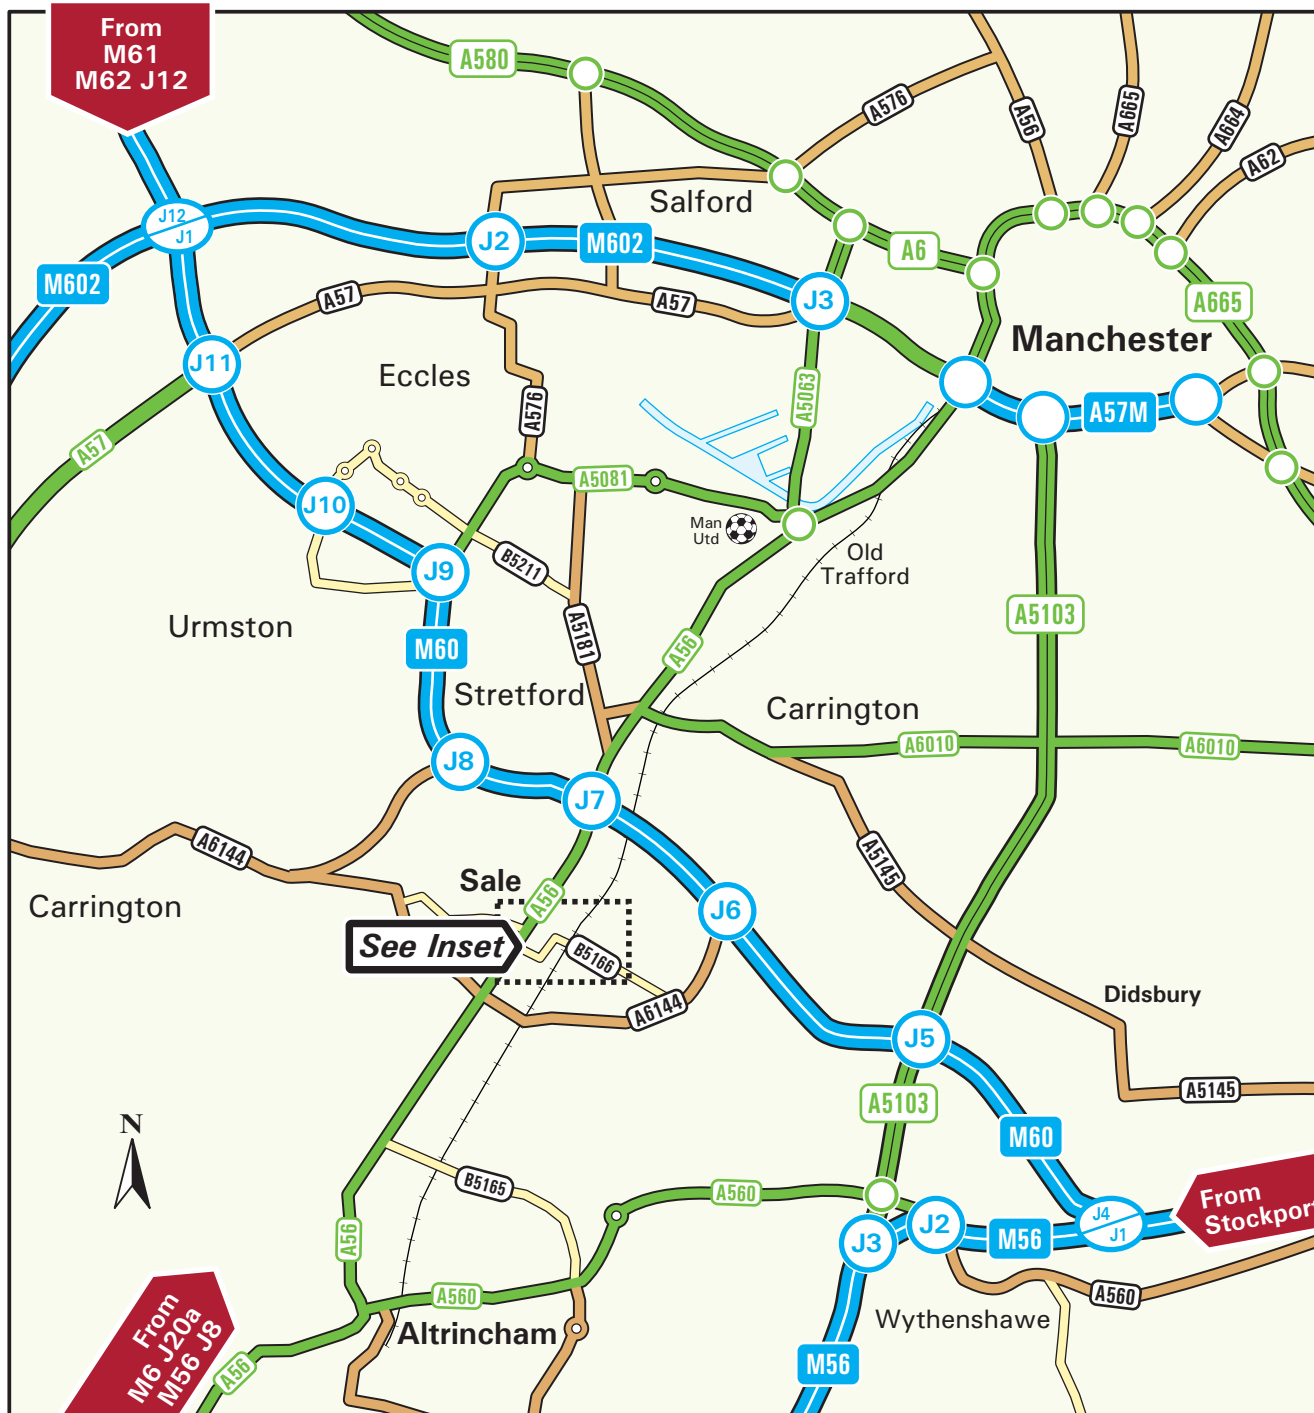 From
M61
M62 J12
A580
A576
A56
A665
A664
A62
Salford
J12
J1
J2
M602
A6
M602
A57
A57
J3
A665
Manchester
J11
Eccles
A576
A5063
A57M
A57
A5081
J10
Man
Utd
Old
Trafford
J9
B5211
Urmston
M60
A5181
A56
A5103
Stretford
Carrington
A6010
A6010
J8
J7
A6144
A5145
Sale
A56
Carrington
J6
See Inset
B5166
A6144
Didsbury
J5
A5145
A5103
N
M60
B5165
A560
From
Stockport
J4
J1
J2
M56
J3
A56
A560
A560
From
M6 J20a
M56 J8
Altrincham
Wythenshawe
A56
M56